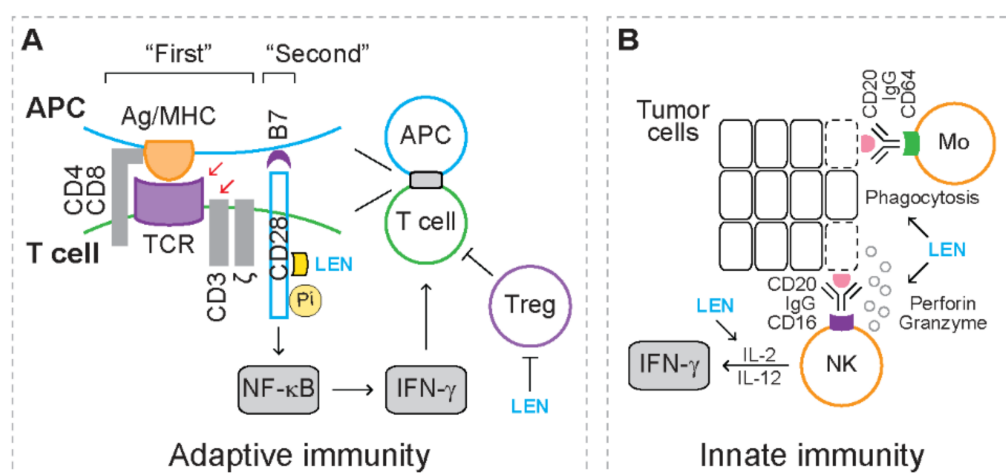 A
“First”
“Second”
APC
Ag/MHC
B7
CD4
CD8
TCR
T cell
CD3
ζ
CD28
LEN
Pi
APC
T cell
Treg
LEN
NF-κB
IFN-γ
Adaptive immunity
B
Tumor
cells
CD20
IgG
CD64
Mo
Phagocytosis
LEN
Perforin
Granzyme
CD20
IgG
CD16
LEN
IFN-γ
IL-2
IL-12
NK
Innate immunity